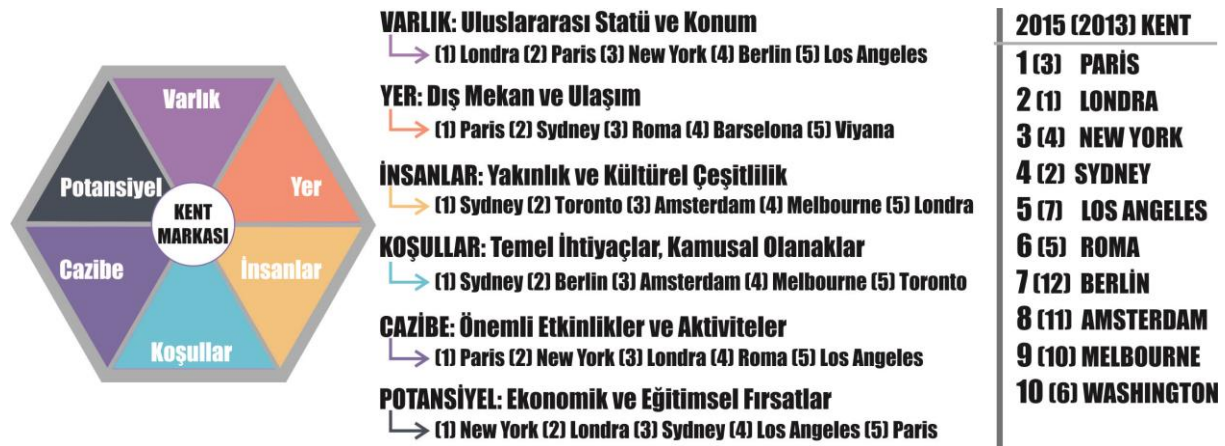 Varlık
Potansiyel
Yer
KENT
MARKASI
Cazibe
İnsanlar
Koşullar
VARLIK: Uluslararası Statü ve Konum
(1) Londra (2) Paris (3) New York (4) Berlin (5) Los Angeles
YER: Dış Mekan ve Ulaşım
(1) Paris (2) Sydney (3) Roma (4) Barselona (5) Viyana
İNSANLAR: Yakınlık ve Kültürel Çeşitlilik
(1) Sydney (2) Toronto (3) Amsterdam (4) Melbourne (5) Londra
KOŞULLAR: Temel İhtiyaçlar, Kamusal Olanaklar
(1) Sydney (2) Berlin (3) Amsterdam (4) Melbourne (5) Toronto
CAZİBE: Önemli Etkinlikler ve Aktiviteler
(1) Paris (2) New York (3) Londra (4) Roma (5) Los Angeles
POTANSİYEL: Ekonomik ve Eğitimsel Fırsatlar
(1) New York (2) Londra (3) Sydney (4) Los Angeles (5) Paris
2015 (2013) KENT
1 (3) PARİS
2 (1) LONDRA
3 (4) NEW YORK
4 (2) SYDNEY
5 (7) LOS ANGELES
6 (5) ROMA
7 (12) BERLİN
8 (11) AMSTERDAM
9 (10) MELBOURNE
10 (6) WASHINGTON